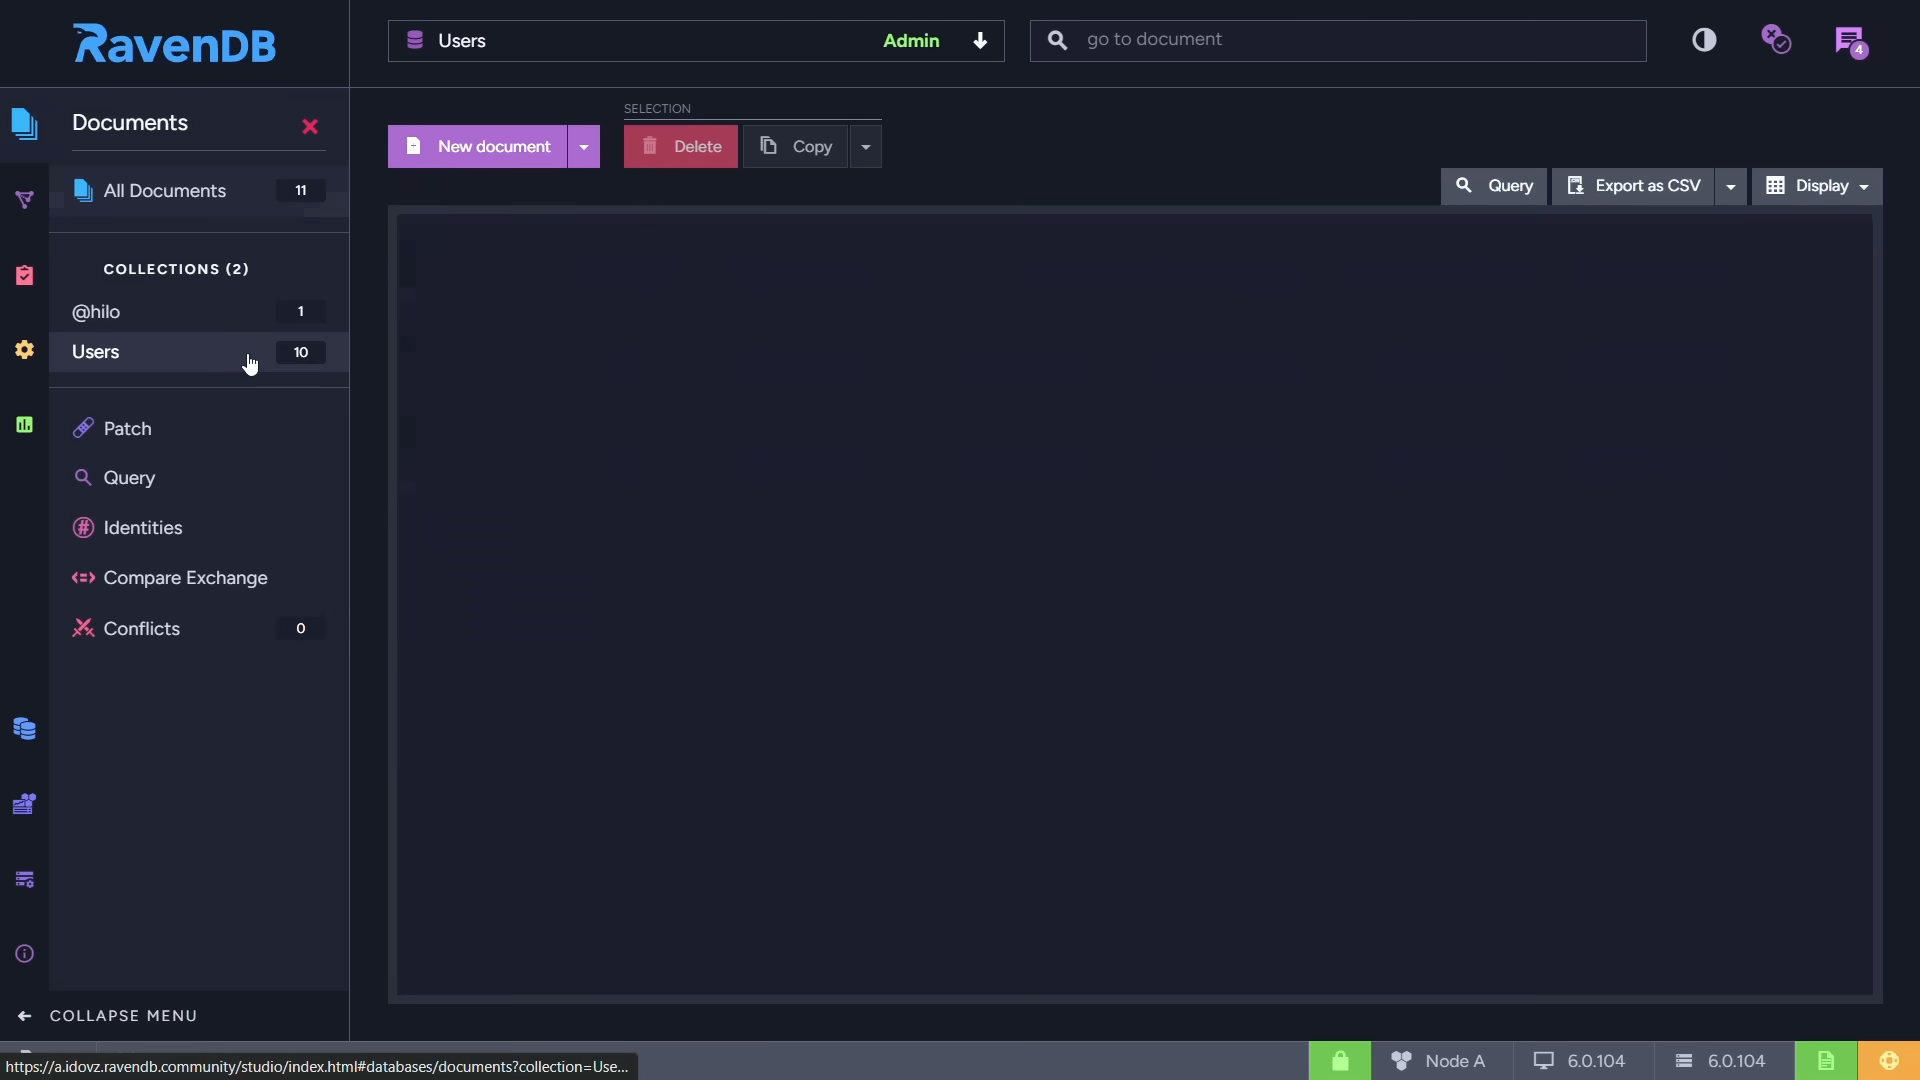 RavenDB
Users
Admin
go to document
4
Documents
SELECTION
New document
Delete
Copy
All Documents
11
Query
Export as CSV
Display
COLLECTIONS (2)
@hilo
1
Users
10
Patch
Query
Identities
Compare Exchange
Conflicts
0
COLLAPSE MENU
https://a.idovz.ravendb.community/studio/index.html#databases/documents?collection=Use...
Node A
6.0.104
6.0.104